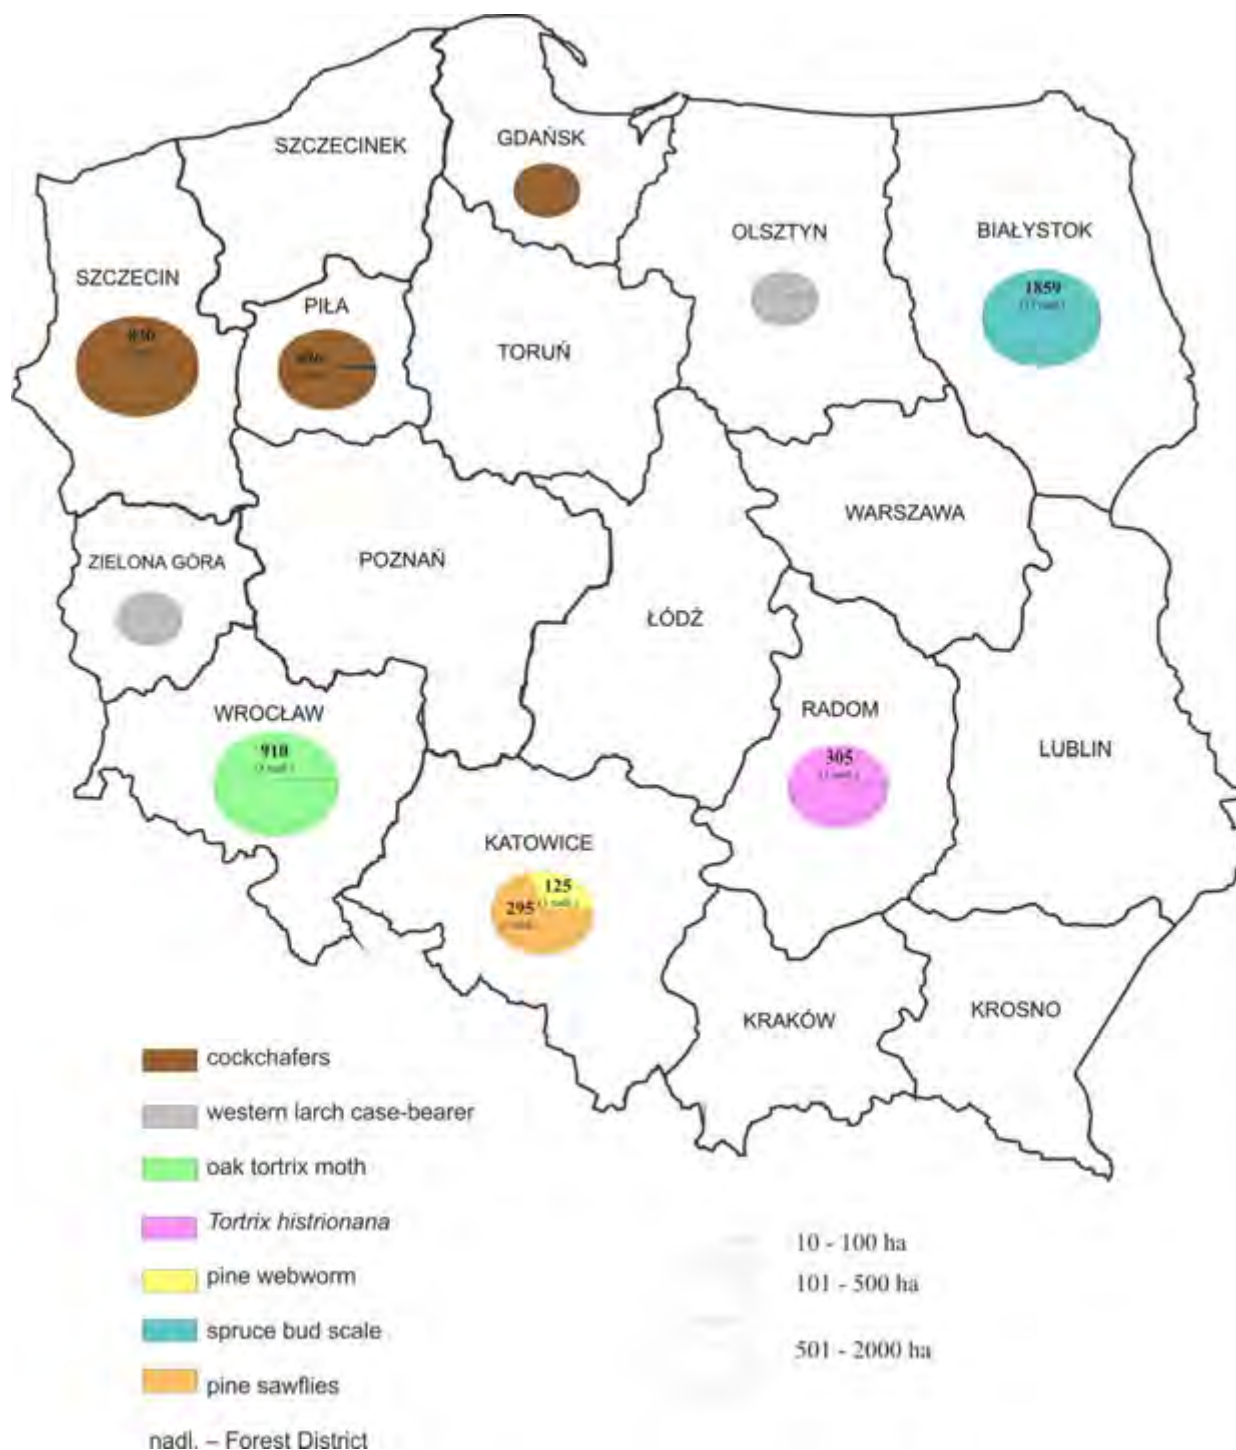 GDAŃSK
SZCZECINEK
OLSZTYN
BIAŁYSTOK
SZCZECIN
1859
PIŁA
TORUŃ
WARSZAWA
ZIELONA GÓRA
POZNAŃ
ŁÓDŹ
WROCŁAW
RADOM
910
305
LUBLIN
KATOWICE
125
295
KRAKÓW
KROSNO
cockchafers
western larch case-bearer
oak tortrix moth
Tortrix histrionana
pine webworm
spruce bud scale
pine sawflies
nadl. – Forest District
10 - 100 ha
101 - 500 ha
501 - 2000 ha